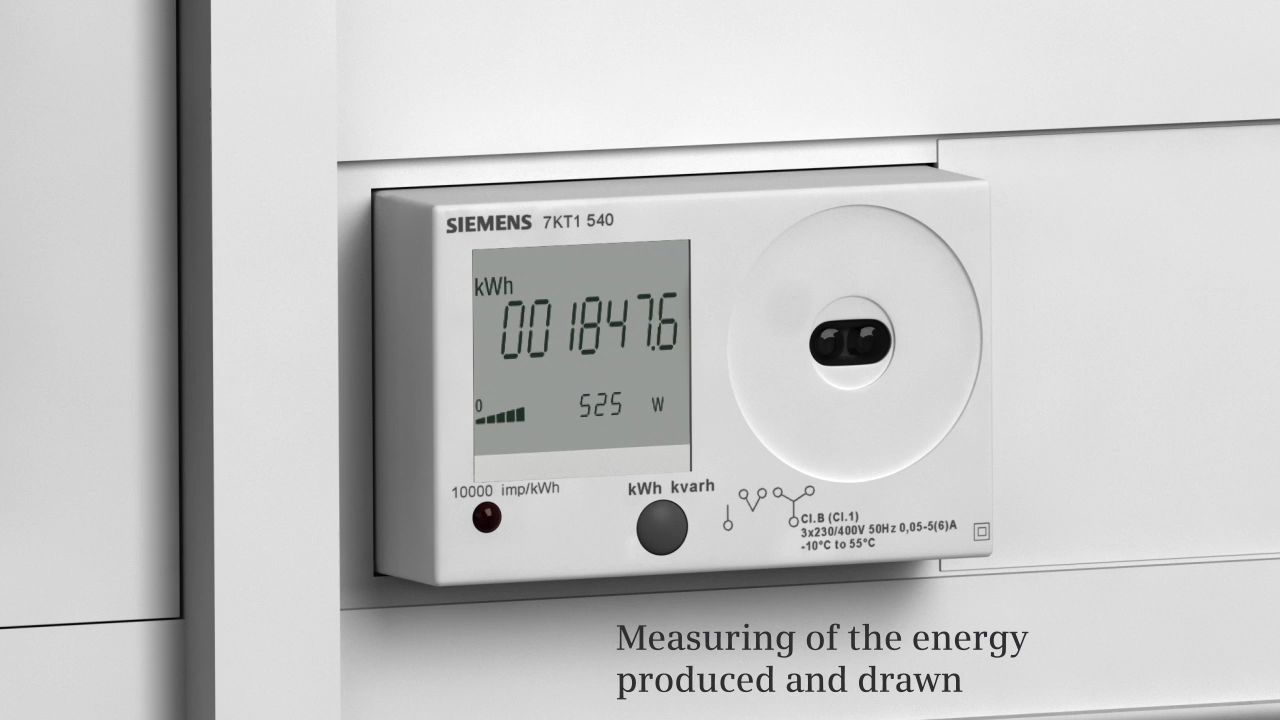 SIEMENS 7KT1 540
kWh
001847.6
0
525 W
10000 imp/kWh
kWh kvarh
Cl.B (Cl.1)
3x230/400V 50Hz 0,05-5(6)A
-10°C to 55°C
Measuring of the energy
produced and drawn